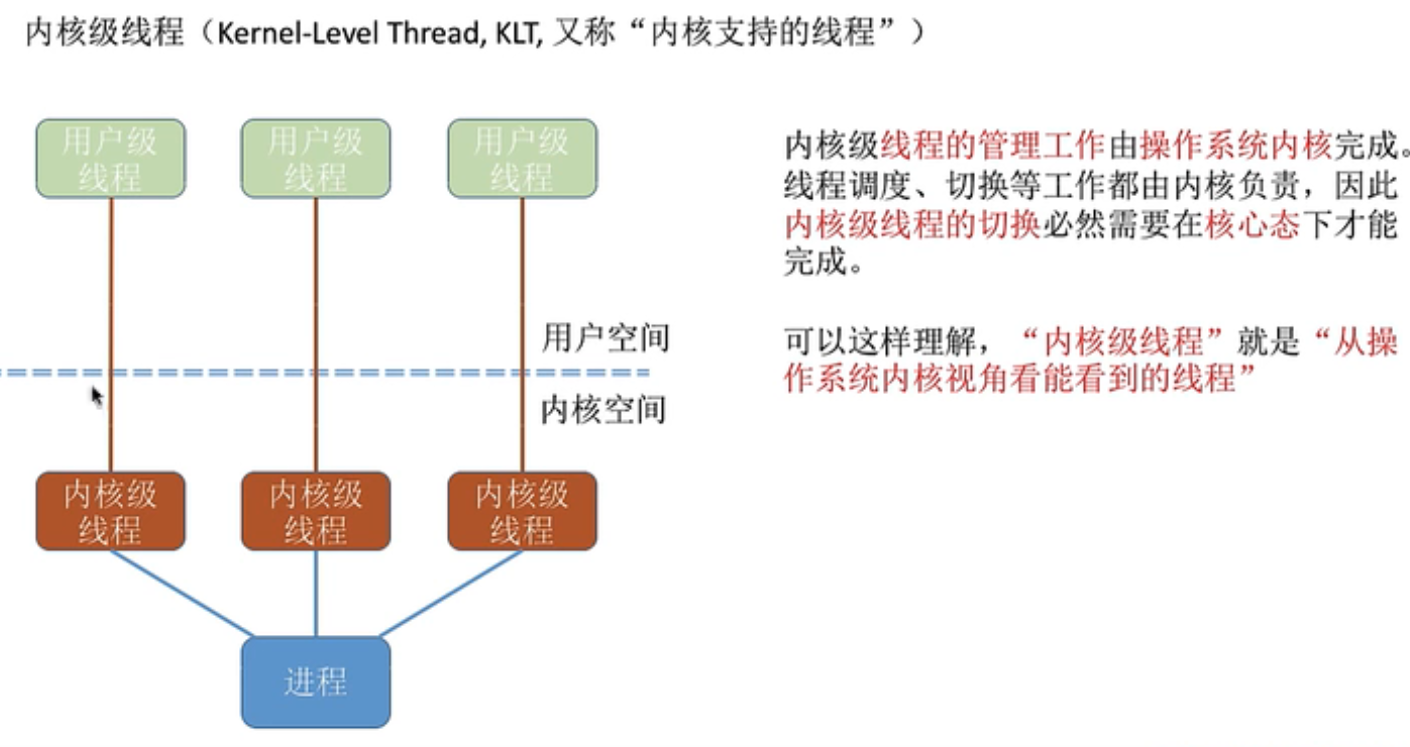 内核级线程（Kernel-Level Thread, KLT, 又称“内核支持的线程”）
用户级
线程
用户级
线程
用户级
线程
用户空间
内核空间
内核级
线程
内核级
线程
内核级
线程
进程
内核级线程的管理工作由操作系统内核完成。
线程调度、切换等工作都由内核负责，因此
内核级线程的切换必然需要在核心态下才能
完成。
可以这样理解，“内核级线程”就是“从操
作系统内核视角看能看到的线程”